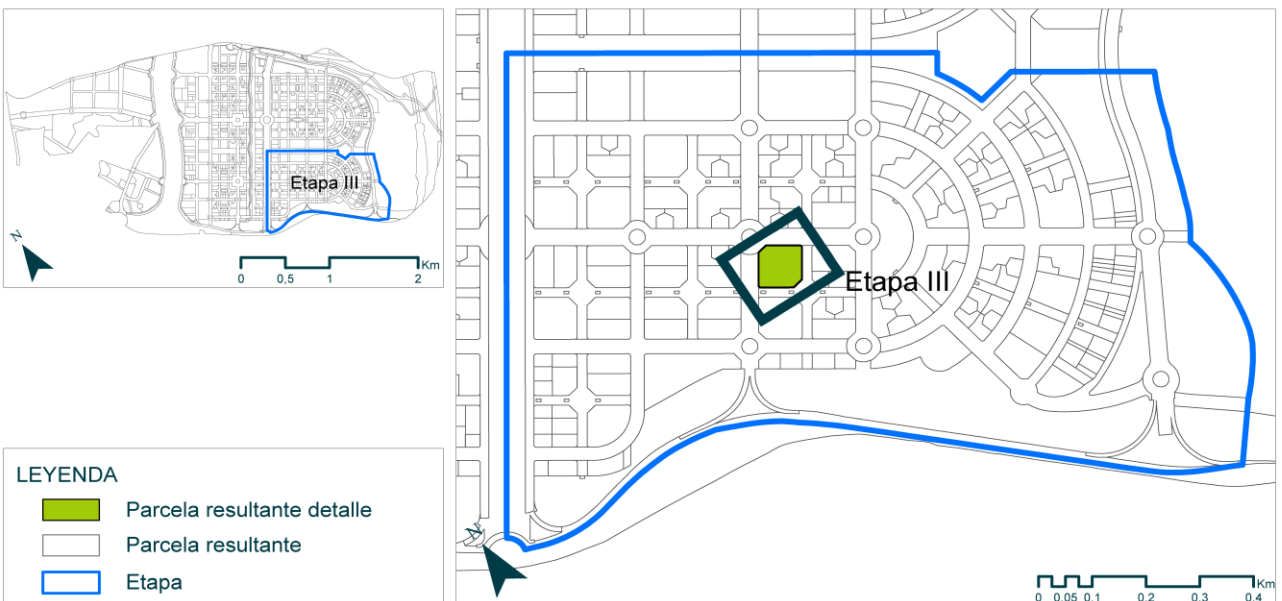 Etapa III
N
0 0,5 1 2 Km
Etapa III
LEYENDA
Parcela resultante detalle
Parcela resultante
Etapa
N
0 0.05 0.1 0.2 0.3 0.4 Km